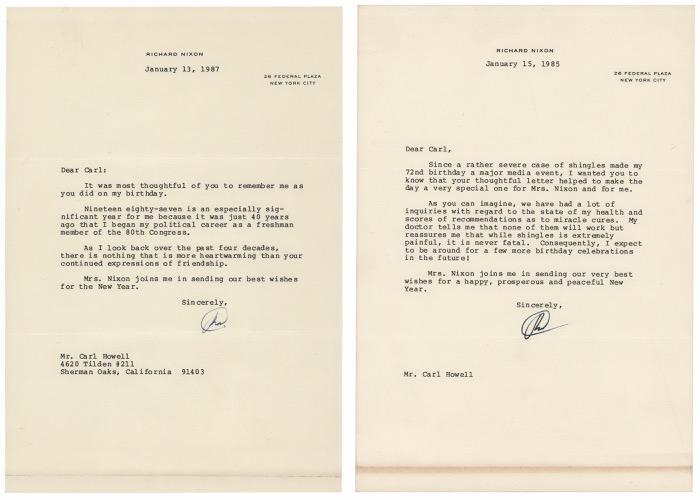 RICHARD NIXON
January 13, 1987
26 FEDERAL PLAZA
NEW YORK CITY
Dear Carl:
It was most thoughtful of you to remember me as
you did on my birthday.
Nineteen eighty-seven is an especially sig-
nificant year for me because it was just 40 years
ago that I began my political career as a freshman
member of the 80th Congress.
As I look back over the past four decades,
there is nothing that is more heartwarming than your
continued expressions of friendship.
Mrs. Nixon joins me in sending our best wishes
for the New Year.
Sincerely,
Mr. Carl Howell
4620 Tilden #211
Sherman Oaks, California 91403
RICHARD NIXON
January 15, 1985
26 FEDERAL PLAZA
NEW YORK CITY
Dear Carl,
Since a rather severe case of shingles made my
72nd birthday a major media event, I wanted you to
know that your thoughtful letter helped to make the
day a very special one for Mrs. Nixon and for me.
As you can imagine, we have had a lot of
inquiries with regard to the state of my health and
scores of recommendations as to miracle cures. My
doctor tells me that none of them will work but
reassures me that while shingles is extremely
painful, it is never fatal. Consequently, I expect
to be around for a few more birthday celebrations
in the future!
Mrs. Nixon joins me in sending our very best
wishes for a happy, prosperous and peaceful New
Year.
Sincerely,
Mr. Carl Howell